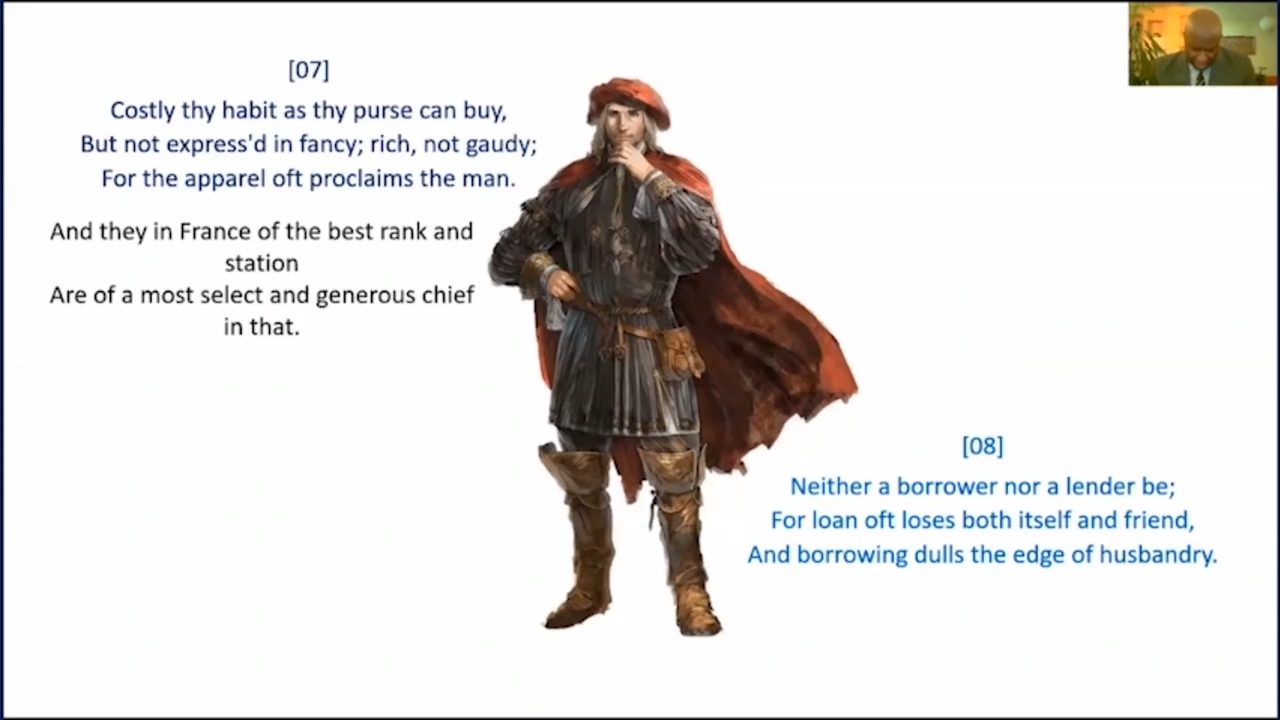 [07]
Costly thy habit as thy purse can buy,
But not express'd in fancy; rich, not gaudy;
For the apparel oft proclaims the man.
And they in France of the best rank and
station
Are of a most select and generous chief
in that.
[08]
Neither a borrower nor a lender be;
For loan oft loses both itself and friend,
And borrowing dulls the edge of husbandry.